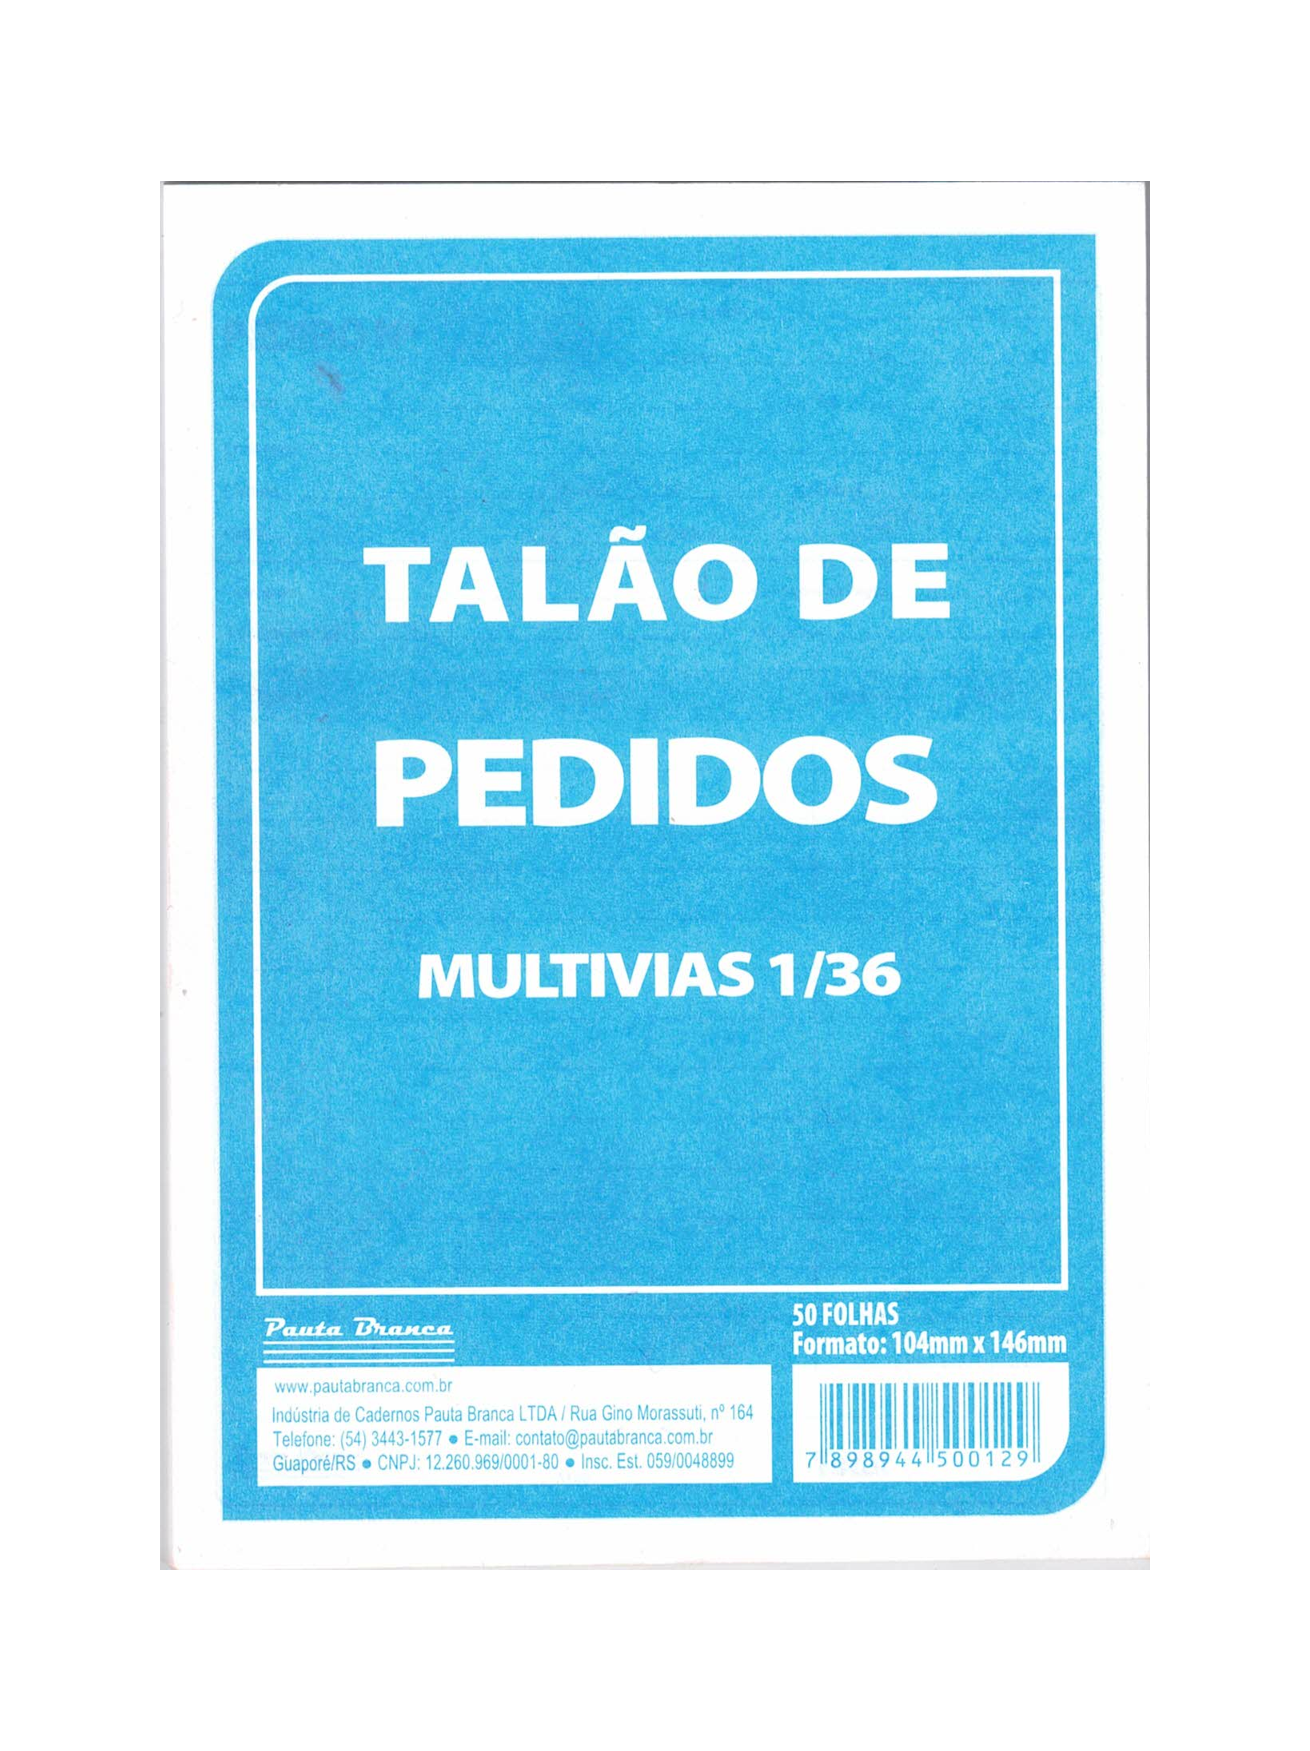 TALÃO DE
PEDIDOS
MULTIVIAS 1/36
Pauta Branca
50 FOLHAS
Formato: 104mm x 146mm
www.pautabranca.com.br
Indústria de Cadernos Pauta Branca LTDA / Rua Gino Morassuti, nº 164
Telefone: (54) 3443-1577 ● E-mail: contato@pautabranca.com.br
Guaporé/RS ● CNPJ: 12.260.969/0001-80 ● Insc. Est. 059/0048899
7 898944 500129